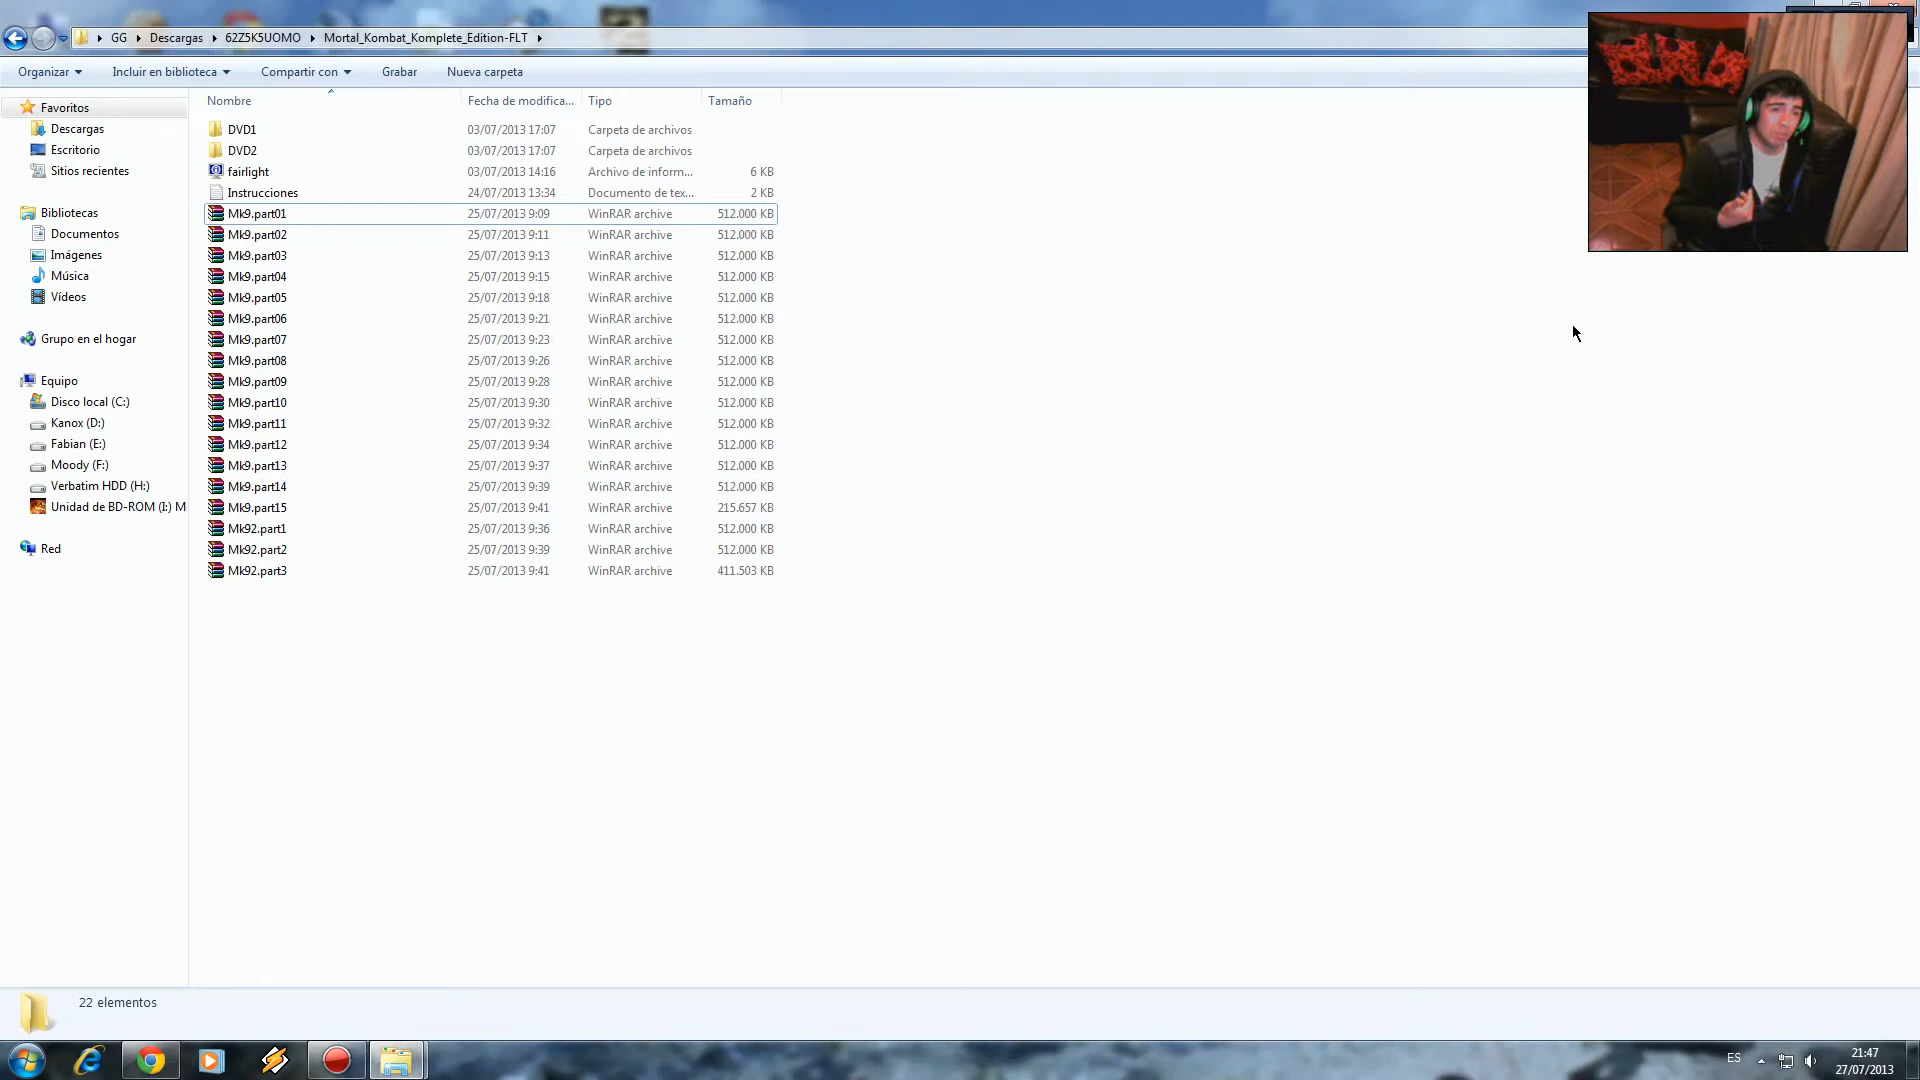 GG Descargas 62Z5K5UOMO Mortal_Kombat_Komplete_Edition-FLT
Organizar Incluir en biblioteca Compartir con Grabar Nueva carpeta
Nombre Fecha de modifica... Tipo Tamaño
Favoritos
Descargas
Escritorio
Sitios recientes
Bibliotecas
Documentos
Imágenes
Música
Vídeos
Grupo en el hogar
Equipo
Disco local (C:)
Kanox (D:)
Fabian (E:)
Moody (F:)
Verbatim HDD (H:)
Unidad de BD-ROM (I:) M
Red
DVD1 03/07/2013 17:07 Carpeta de archivos
DVD2 03/07/2013 17:07 Carpeta de archivos
fairlight 03/07/2013 14:16 Archivo de inform... 6 KB
Instrucciones 24/07/2013 13:34 Documento de tex... 2 KB
Mk9.part01 25/07/2013 9:09 WinRAR archive 512.000 KB
Mk9.part02 25/07/2013 9:11 WinRAR archive 512.000 KB
Mk9.part03 25/07/2013 9:13 WinRAR archive 512.000 KB
Mk9.part04 25/07/2013 9:15 WinRAR archive 512.000 KB
Mk9.part05 25/07/2013 9:18 WinRAR archive 512.000 KB
Mk9.part06 25/07/2013 9:21 WinRAR archive 512.000 KB
Mk9.part07 25/07/2013 9:23 WinRAR archive 512.000 KB
Mk9.part08 25/07/2013 9:26 WinRAR archive 512.000 KB
Mk9.part09 25/07/2013 9:28 WinRAR archive 512.000 KB
Mk9.part10 25/07/2013 9:30 WinRAR archive 512.000 KB
Mk9.part11 25/07/2013 9:32 WinRAR archive 512.000 KB
Mk9.part12 25/07/2013 9:34 WinRAR archive 512.000 KB
Mk9.part13 25/07/2013 9:37 WinRAR archive 512.000 KB
Mk9.part14 25/07/2013 9:39 WinRAR archive 512.000 KB
Mk9.part15 25/07/2013 9:41 WinRAR archive 215.657 KB
Mk92.part1 25/07/2013 9:36 WinRAR archive 512.000 KB
Mk92.part2 25/07/2013 9:39 WinRAR archive 512.000 KB
Mk92.part3 25/07/2013 9:41 WinRAR archive 411.503 KB
22 elementos
ES
21:47
27/07/2013